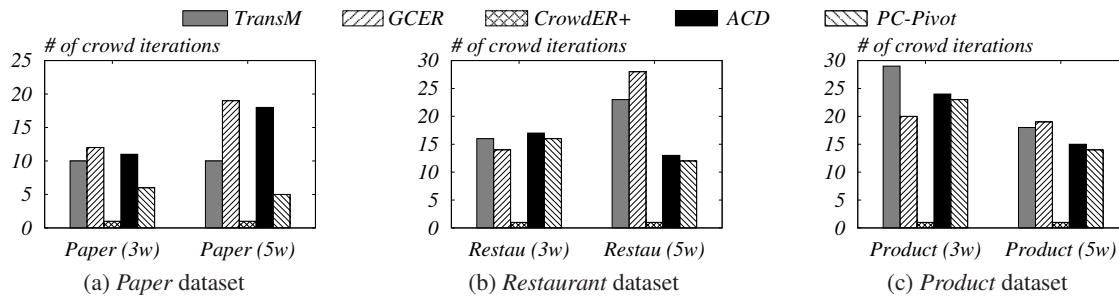 TransM GCER CrowdER+ ACD PC-Pivot
# of crowd iterations
25
20
15
10
5
0
Paper (3w) Paper (5w)
(a) Paper dataset
# of crowd iterations
30
25
20
15
10
5
0
Restau (3w) Restau (5w)
(b) Restaurant dataset
# of crowd iterations
30
25
20
15
10
5
0
Product (3w) Product (5w)
(c) Product dataset